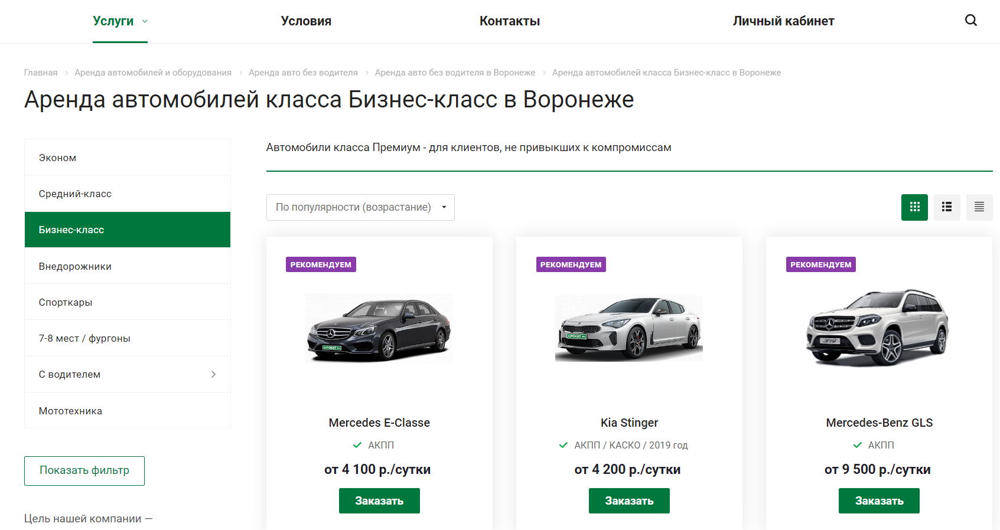 Услуги
Условия
Контакты
Личный кабинет
Главная
Аренда автомобилей и оборудования
Аренда авто без водителя
Аренда авто без водителя в Воронеже
Аренда автомобилей класса Бизнес-класс в Воронеже
Аренда автомобилей класса Бизнес-класс в Воронеже
Эконом
Средний-класс
Бизнес-класс
Внедорожники
Спорткары
7-8 мест / фургоны
С водителем
Мототехника
Показать фильтр
Цель нашей компании —
Автомобили класса Премиум - для клиентов, не привыкших к компромиссам
По популярности (возрастание)
РЕКОМЕНДУЕМ
Mercedes E-Classe
АКПП
от 4 100 р./сутки
Заказать
РЕКОМЕНДУЕМ
Kia Stinger
АКПП / КАСКО / 2019 год
от 4 200 р./сутки
Заказать
РЕКОМЕНДУЕМ
Mercedes-Benz GLS
АКПП
от 9 500 р./сутки
Заказать